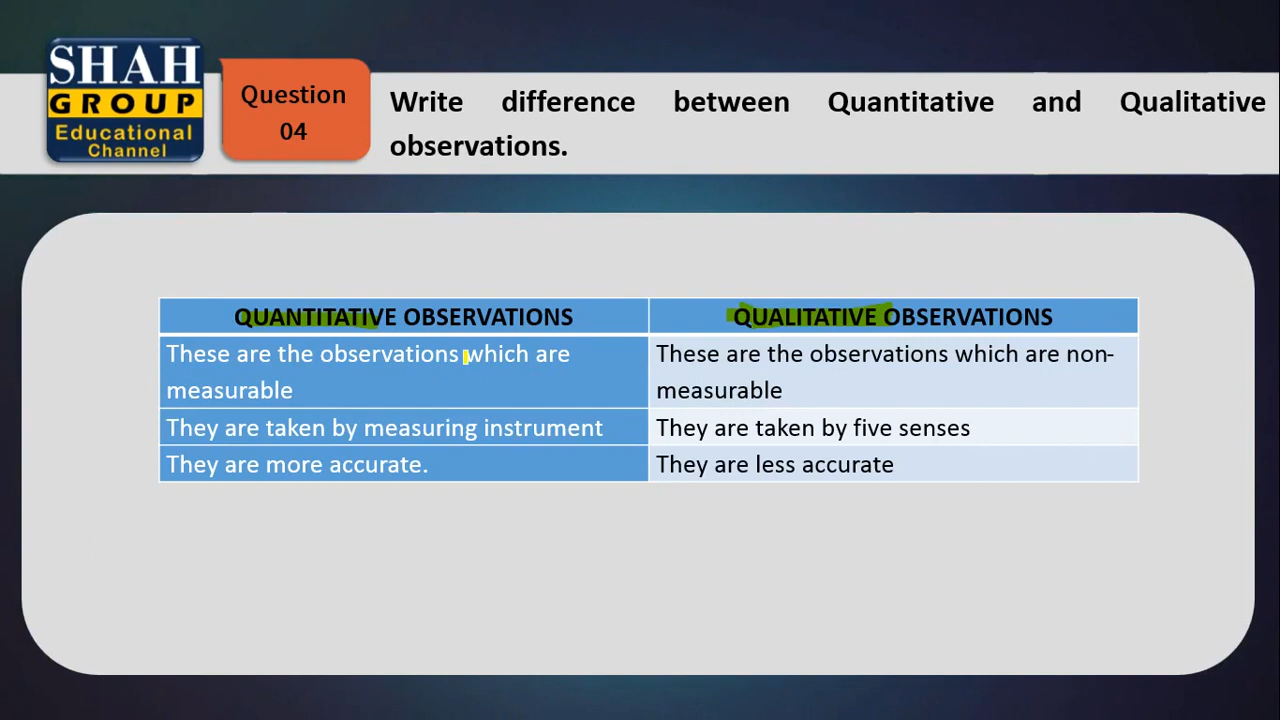 SHAH
GROUP
Educational
Channel
Question
04
Write difference between Quantitative and Qualitative
observations.
QUANTITATIVE OBSERVATIONS
QUALITATIVE OBSERVATIONS
These are the observations which are
measurable
These are the observations which are non-
measurable
They are taken by measuring instrument
They are taken by five senses
They are more accurate.
They are less accurate